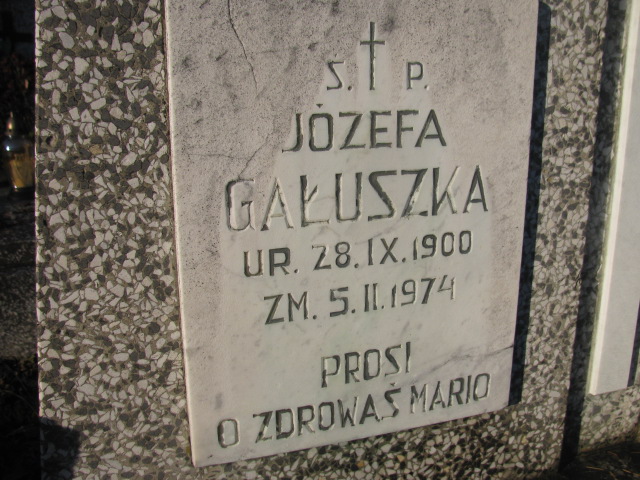 Ś. P.
JÓZEFA
GAŁUSZKA
UR. 28.IX.1900
ZM. 5.II.1974
PROSI
O ZDROWAŚ MARIO